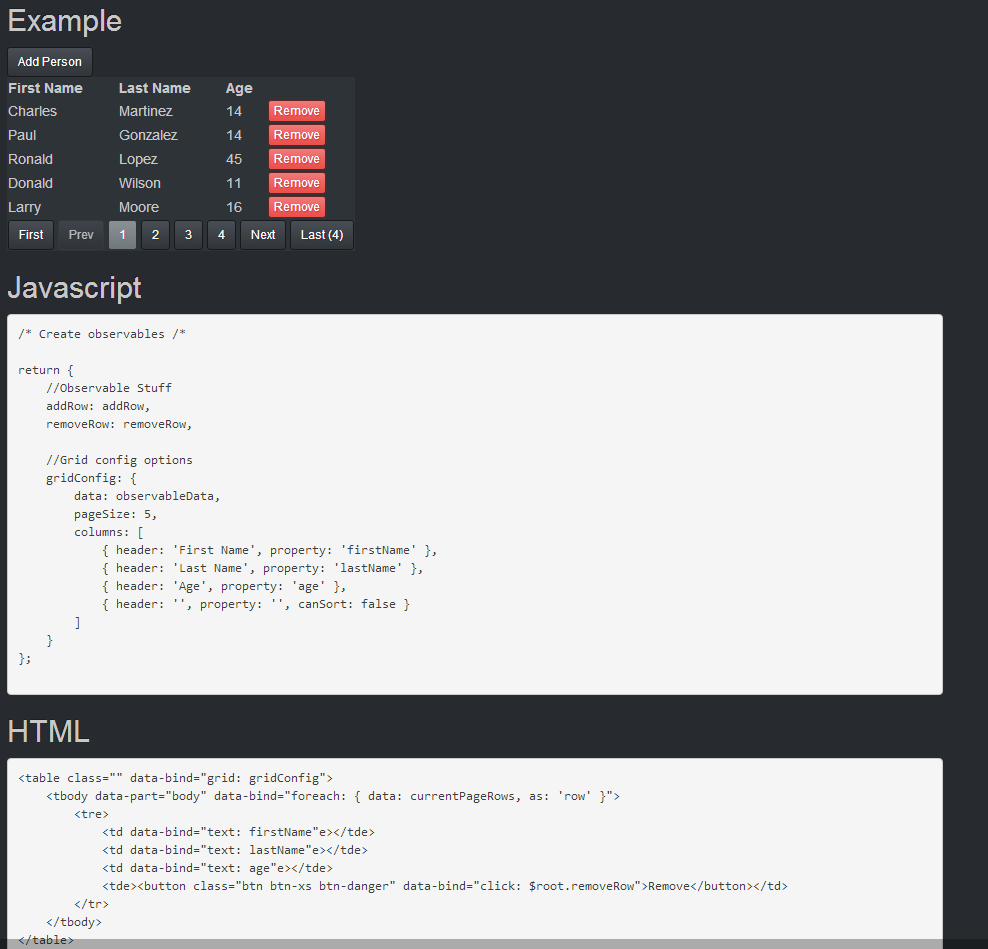 Example
Add Person
First Name Last Name Age
Charles Martinez 14 Remove
Paul Gonzalez 14 Remove
Ronald Lopez 45 Remove
Donald Wilson 11 Remove
Larry Moore 16 Remove
First Prev 1 2 3 4 Next Last (4)
Javascript
/* Create observables /*
return {
    //Observable Stuff
    addRow: addRow,
    removeRow: removeRow,
    //Grid config options
    gridConfig: {
        data: observableData,
        pageSize: 5,
        columns: [
            { header: 'First Name', property: 'firstName' },
            { header: 'Last Name', property: 'lastName' },
            { header: 'Age', property: 'age' },
            { header: '', property: '', canSort: false }
        ]
    }
};
HTML
<table class="" data-bind="grid: gridConfig">
    <tbody data-part="body" data-bind="foreach: { data: currentPageRows, as: 'row' }">
        <tre>
            <td data-bind="text: firstName"e></tde>
            <td data-bind="text: lastName"e></tde>
            <td data-bind="text: age"e></tde>
            <tde><button class="btn btn-xs btn-danger" data-bind="click: $root.removeRow">Remove</button></td>
        </tr>
    </tbody>
</table>